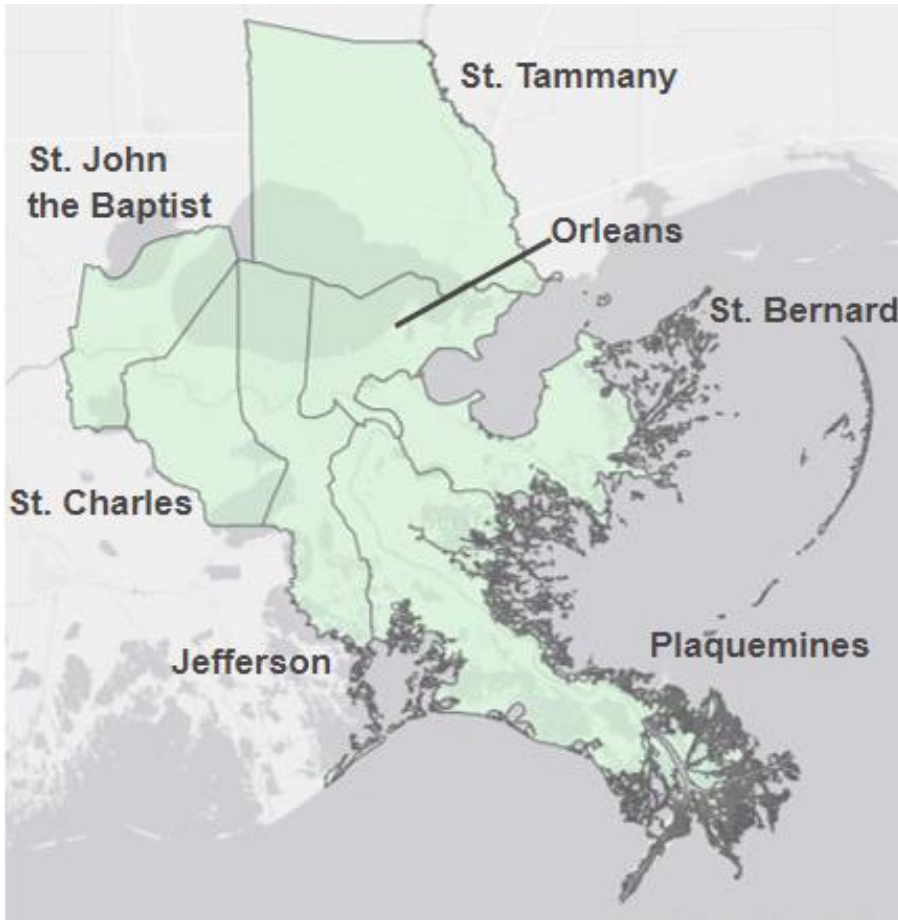 St. Tammany
St. John
the Baptist
Orleans
St. Bernard
St. Charles
Jefferson
Plaquemines